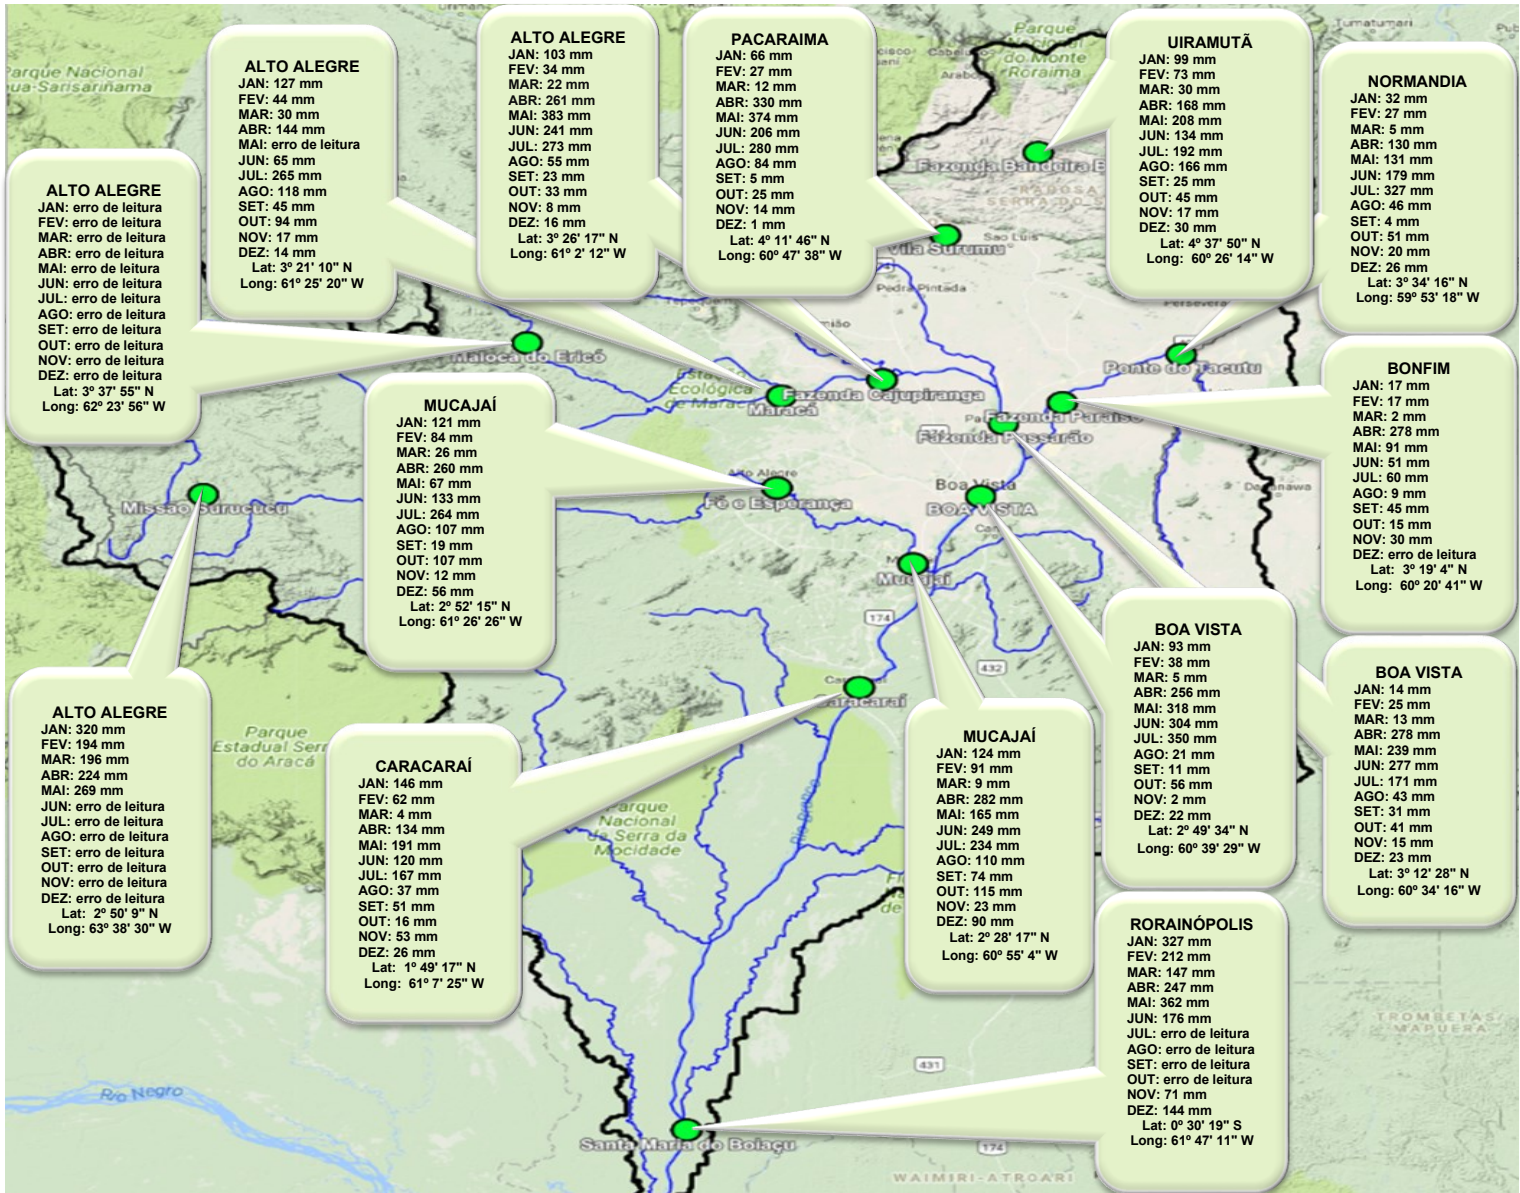 ALTO ALEGRE
JAN: 127 mm
FEV: 44 mm
MAR: 30 mm
ABR: 144 mm
MAI: erro de leitura
JUN: 65 mm
JUL: 265 mm
AGO: 118 mm
SET: 45 mm
OUT: 94 mm
NOV: 17 mm
DEZ: 14 mm
Lat: 3º 21' 10" N
Long: 61º 25' 20" W
ALTO ALEGRE
JAN: 103 mm
FEV: 34 mm
MAR: 22 mm
ABR: 261 mm
MAI: 383 mm
JUN: 241 mm
JUL: 273 mm
AGO: 55 mm
SET: 23 mm
OUT: 33 mm
NOV: 8 mm
DEZ: 16 mm
Lat: 3º 26' 17" N
Long: 61º 2' 12" W
PACARAIMA
JAN: 66 mm
FEV: 27 mm
MAR: 12 mm
ABR: 330 mm
MAI: 374 mm
JUN: 206 mm
JUL: 280 mm
AGO: 84 mm
SET: 5 mm
OUT: 25 mm
NOV: 14 mm
DEZ: 1 mm
Lat: 4º 11' 46" N
Long: 60º 47' 38" W
UIRAMUTÃ
JAN: 99 mm
FEV: 73 mm
MAR: 30 mm
ABR: 168 mm
MAI: 208 mm
JUN: 134 mm
JUL: 192 mm
AGO: 166 mm
SET: 25 mm
OUT: 45 mm
NOV: 17 mm
DEZ: 30 mm
Lat: 4º 37' 50" N
Long: 60º 26' 14" W
NORMANDIA
JAN: 32 mm
FEV: 27 mm
MAR: 5 mm
ABR: 130 mm
MAI: 131 mm
JUN: 179 mm
JUL: 327 mm
AGO: 46 mm
SET: 4 mm
OUT: 51 mm
NOV: 20 mm
DEZ: 26 mm
Lat: 3º 34' 16" N
Long: 59º 53' 18" W
ALTO ALEGRE
JAN: erro de leitura
FEV: erro de leitura
MAR: erro de leitura
ABR: erro de leitura
MAI: erro de leitura
JUN: erro de leitura
JUL: erro de leitura
AGO: erro de leitura
SET: erro de leitura
OUT: erro de leitura
NOV: erro de leitura
DEZ: erro de leitura
Lat: 3º 37' 55" N
Long: 62º 23' 56" W
MUCAJAÍ
JAN: 121 mm
FEV: 84 mm
MAR: 26 mm
ABR: 260 mm
MAI: 67 mm
JUN: 133 mm
JUL: 264 mm
AGO: 107 mm
SET: 19 mm
OUT: 107 mm
NOV: 12 mm
DEZ: 56 mm
Lat: 2º 52' 15" N
Long: 61º 26' 26" W
BONFIM
JAN: 17 mm
FEV: 17 mm
MAR: 2 mm
ABR: 278 mm
MAI: 91 mm
JUN: 51 mm
JUL: 60 mm
AGO: 9 mm
SET: 45 mm
OUT: 15 mm
NOV: 30 mm
DEZ: erro de leitura
Lat: 3º 19' 4" N
Long: 60º 20' 41" W
ALTO ALEGRE
JAN: 320 mm
FEV: 194 mm
MAR: 196 mm
ABR: 224 mm
MAI: 269 mm
JUN: erro de leitura
JUL: erro de leitura
AGO: erro de leitura
SET: erro de leitura
OUT: erro de leitura
NOV: erro de leitura
DEZ: erro de leitura
Lat: 2º 50' 9" N
Long: 63º 38' 30" W
CARACARAÍ
JAN: 146 mm
FEV: 62 mm
MAR: 4 mm
ABR: 134 mm
MAI: 191 mm
JUN: 120 mm
JUL: 167 mm
AGO: 37 mm
SET: 51 mm
OUT: 16 mm
NOV: 53 mm
DEZ: 26 mm
Lat: 1º 49' 17" N
Long: 61º 7' 25" W
MUCAJAÍ
JAN: 124 mm
FEV: 91 mm
MAR: 9 mm
ABR: 282 mm
MAI: 165 mm
JUN: 249 mm
JUL: 234 mm
AGO: 110 mm
SET: 74 mm
OUT: 115 mm
NOV: 23 mm
DEZ: 90 mm
Lat: 2º 28' 17" N
Long: 60º 55' 4" W
BOA VISTA
JAN: 93 mm
FEV: 38 mm
MAR: 5 mm
ABR: 256 mm
MAI: 318 mm
JUN: 304 mm
JUL: 350 mm
AGO: 21 mm
SET: 11 mm
OUT: 56 mm
NOV: 2 mm
DEZ: 22 mm
Lat: 2º 49' 34" N
Long: 60º 39' 29" W
BOA VISTA
JAN: 14 mm
FEV: 25 mm
MAR: 13 mm
ABR: 278 mm
MAI: 239 mm
JUN: 277 mm
JUL: 171 mm
AGO: 43 mm
SET: 31 mm
OUT: 41 mm
NOV: 15 mm
DEZ: 23 mm
Lat: 3º 12' 28" N
Long: 60º 34' 16" W
RORAINÓPOLIS
JAN: 327 mm
FEV: 212 mm
MAR: 147 mm
ABR: 247 mm
MAI: 362 mm
JUN: 176 mm
JUL: erro de leitura
AGO: erro de leitura
SET: erro de leitura
OUT: erro de leitura
NOV: 71 mm
DEZ: 144 mm
Lat: 0º 30' 19" S
Long: 61º 47' 11" W
Parque Nacional
Parque
do Monte
Roraima
Tumatumari
Fazenda Bandeira B
Vila Surumu
Sao Luis
Pedra Pintada
Maloca do Ericó
Ponte do Tacutu
Fazenda Cajupiranga
Maracá
Fazenda Paraíso
Fazenda Passarão
Alto Alegre
Fé e Esperança
Boa Vista
BOA VISTA
Missão Surucucu
Mucajaí
174
432
Caracaraí
Parque
Estadual Serra
do Aracá
Parque
Nacional
da Serra da
Mocidade
Rio Branco
TROMBETAS/
MAPUERA
431
Rio Negro
Santa Maria do Boiaçu
174
WAIMIRI-ATROARI